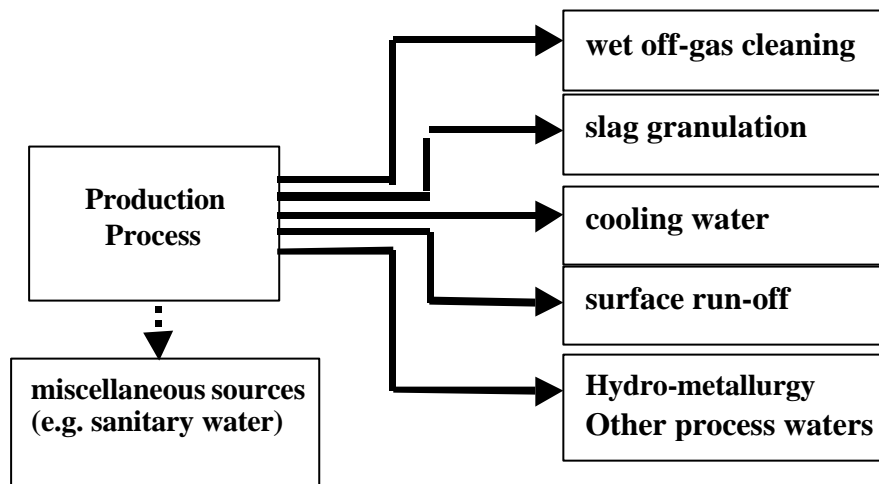 wet off-gas cleaning
slag granulation
Production
Process
cooling water
surface run-off
miscellaneous sources
(e.g. sanitary water)
Hydro-metallurgy
Other process waters